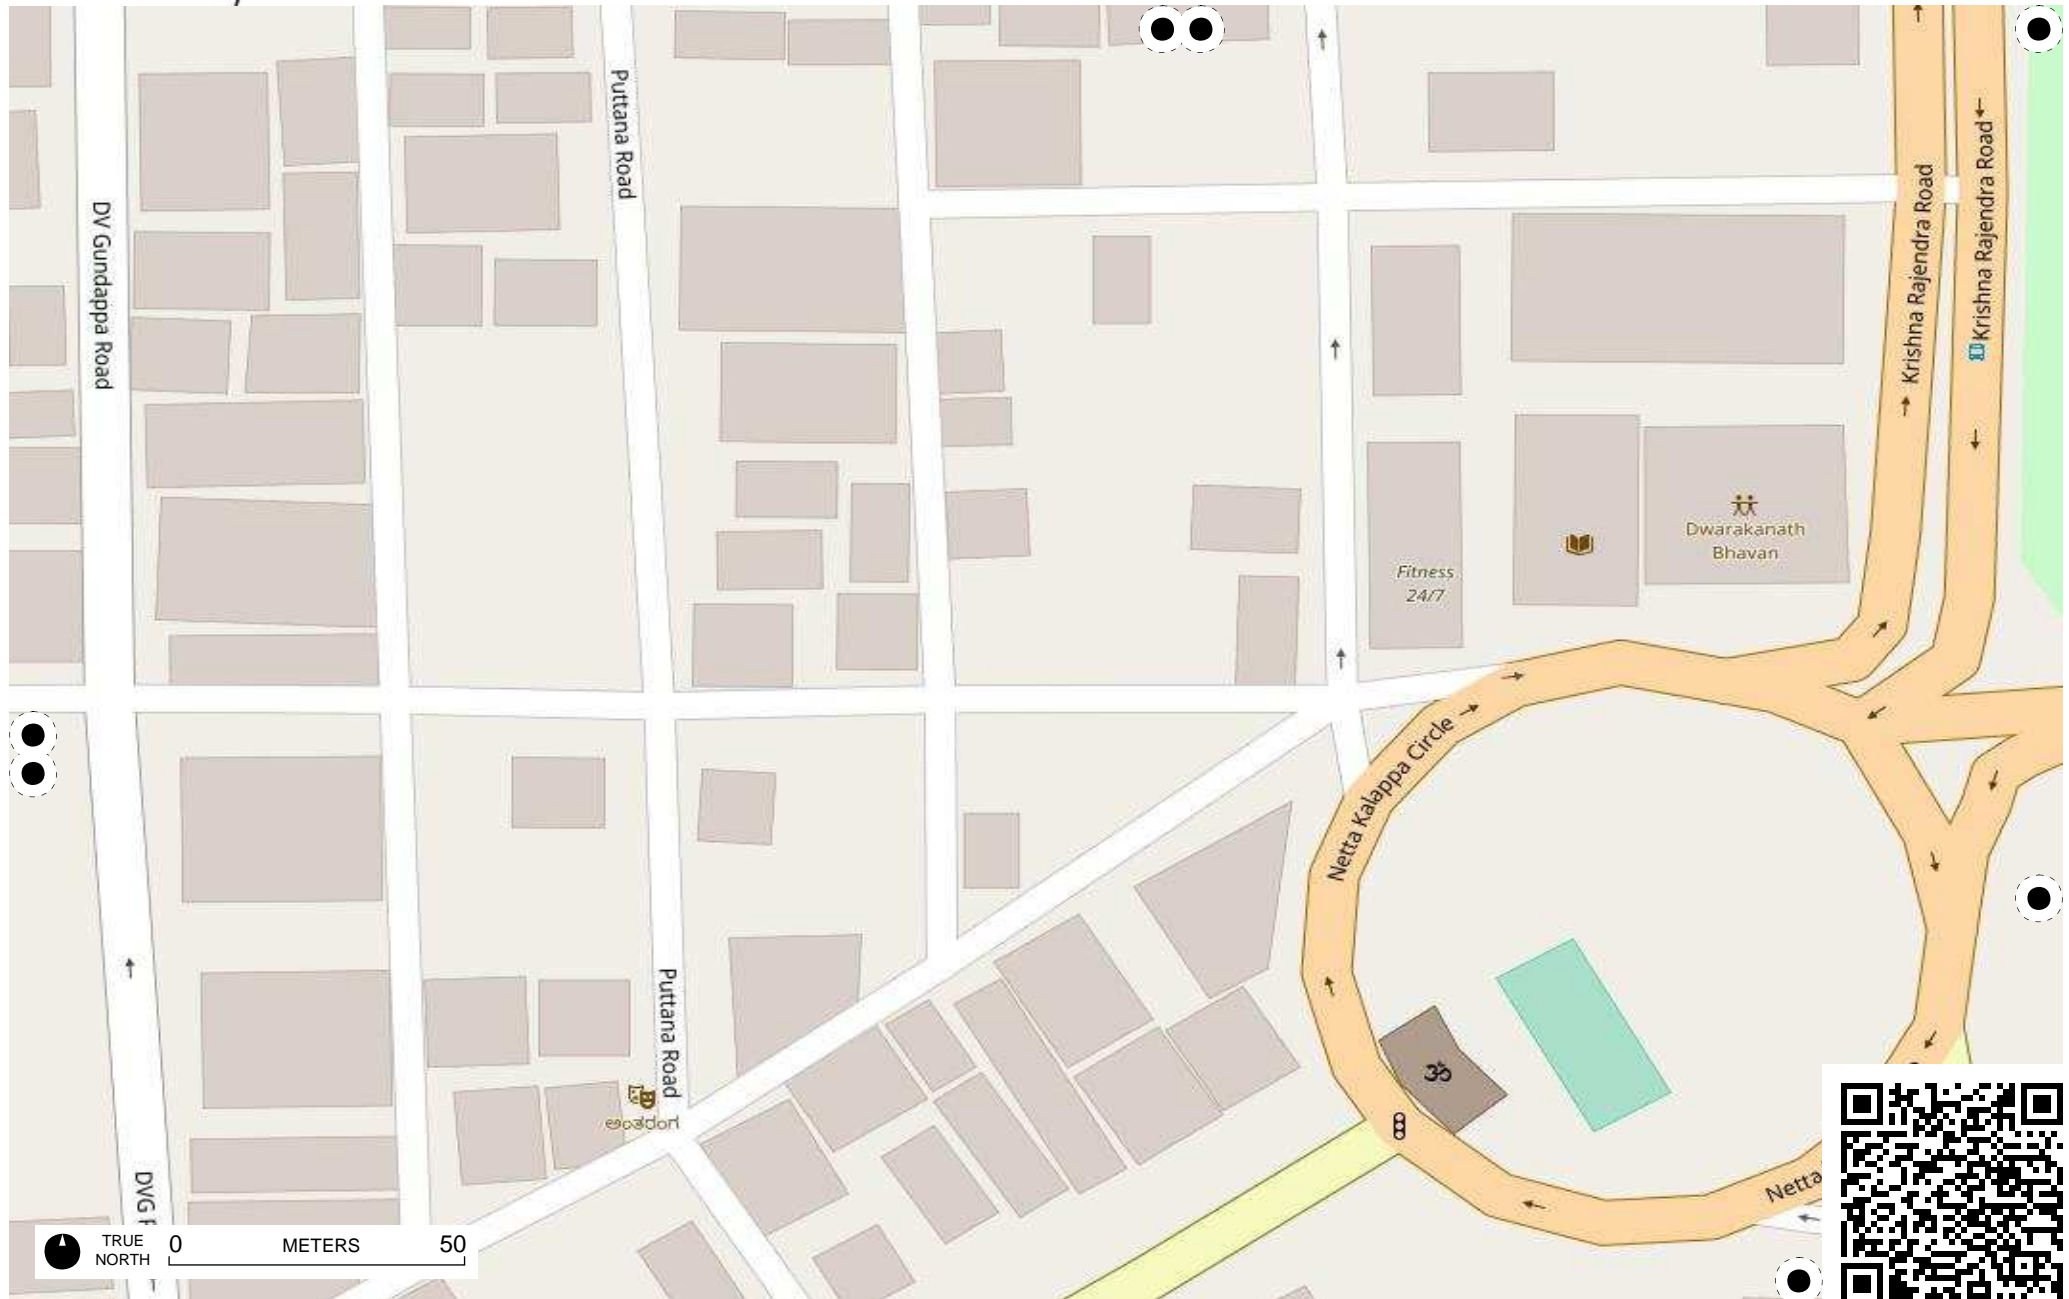 Puttana Road
DV Gundappa Road
Krishna Rajendra Road
Krishna Rajendra Road
Dwarakanath
Bhavan
Fitness
24/7
Netta Kalappa Circle
Puttana Road
ॐ
Netta
DVG
TRUE
NORTH
0 METERS 50